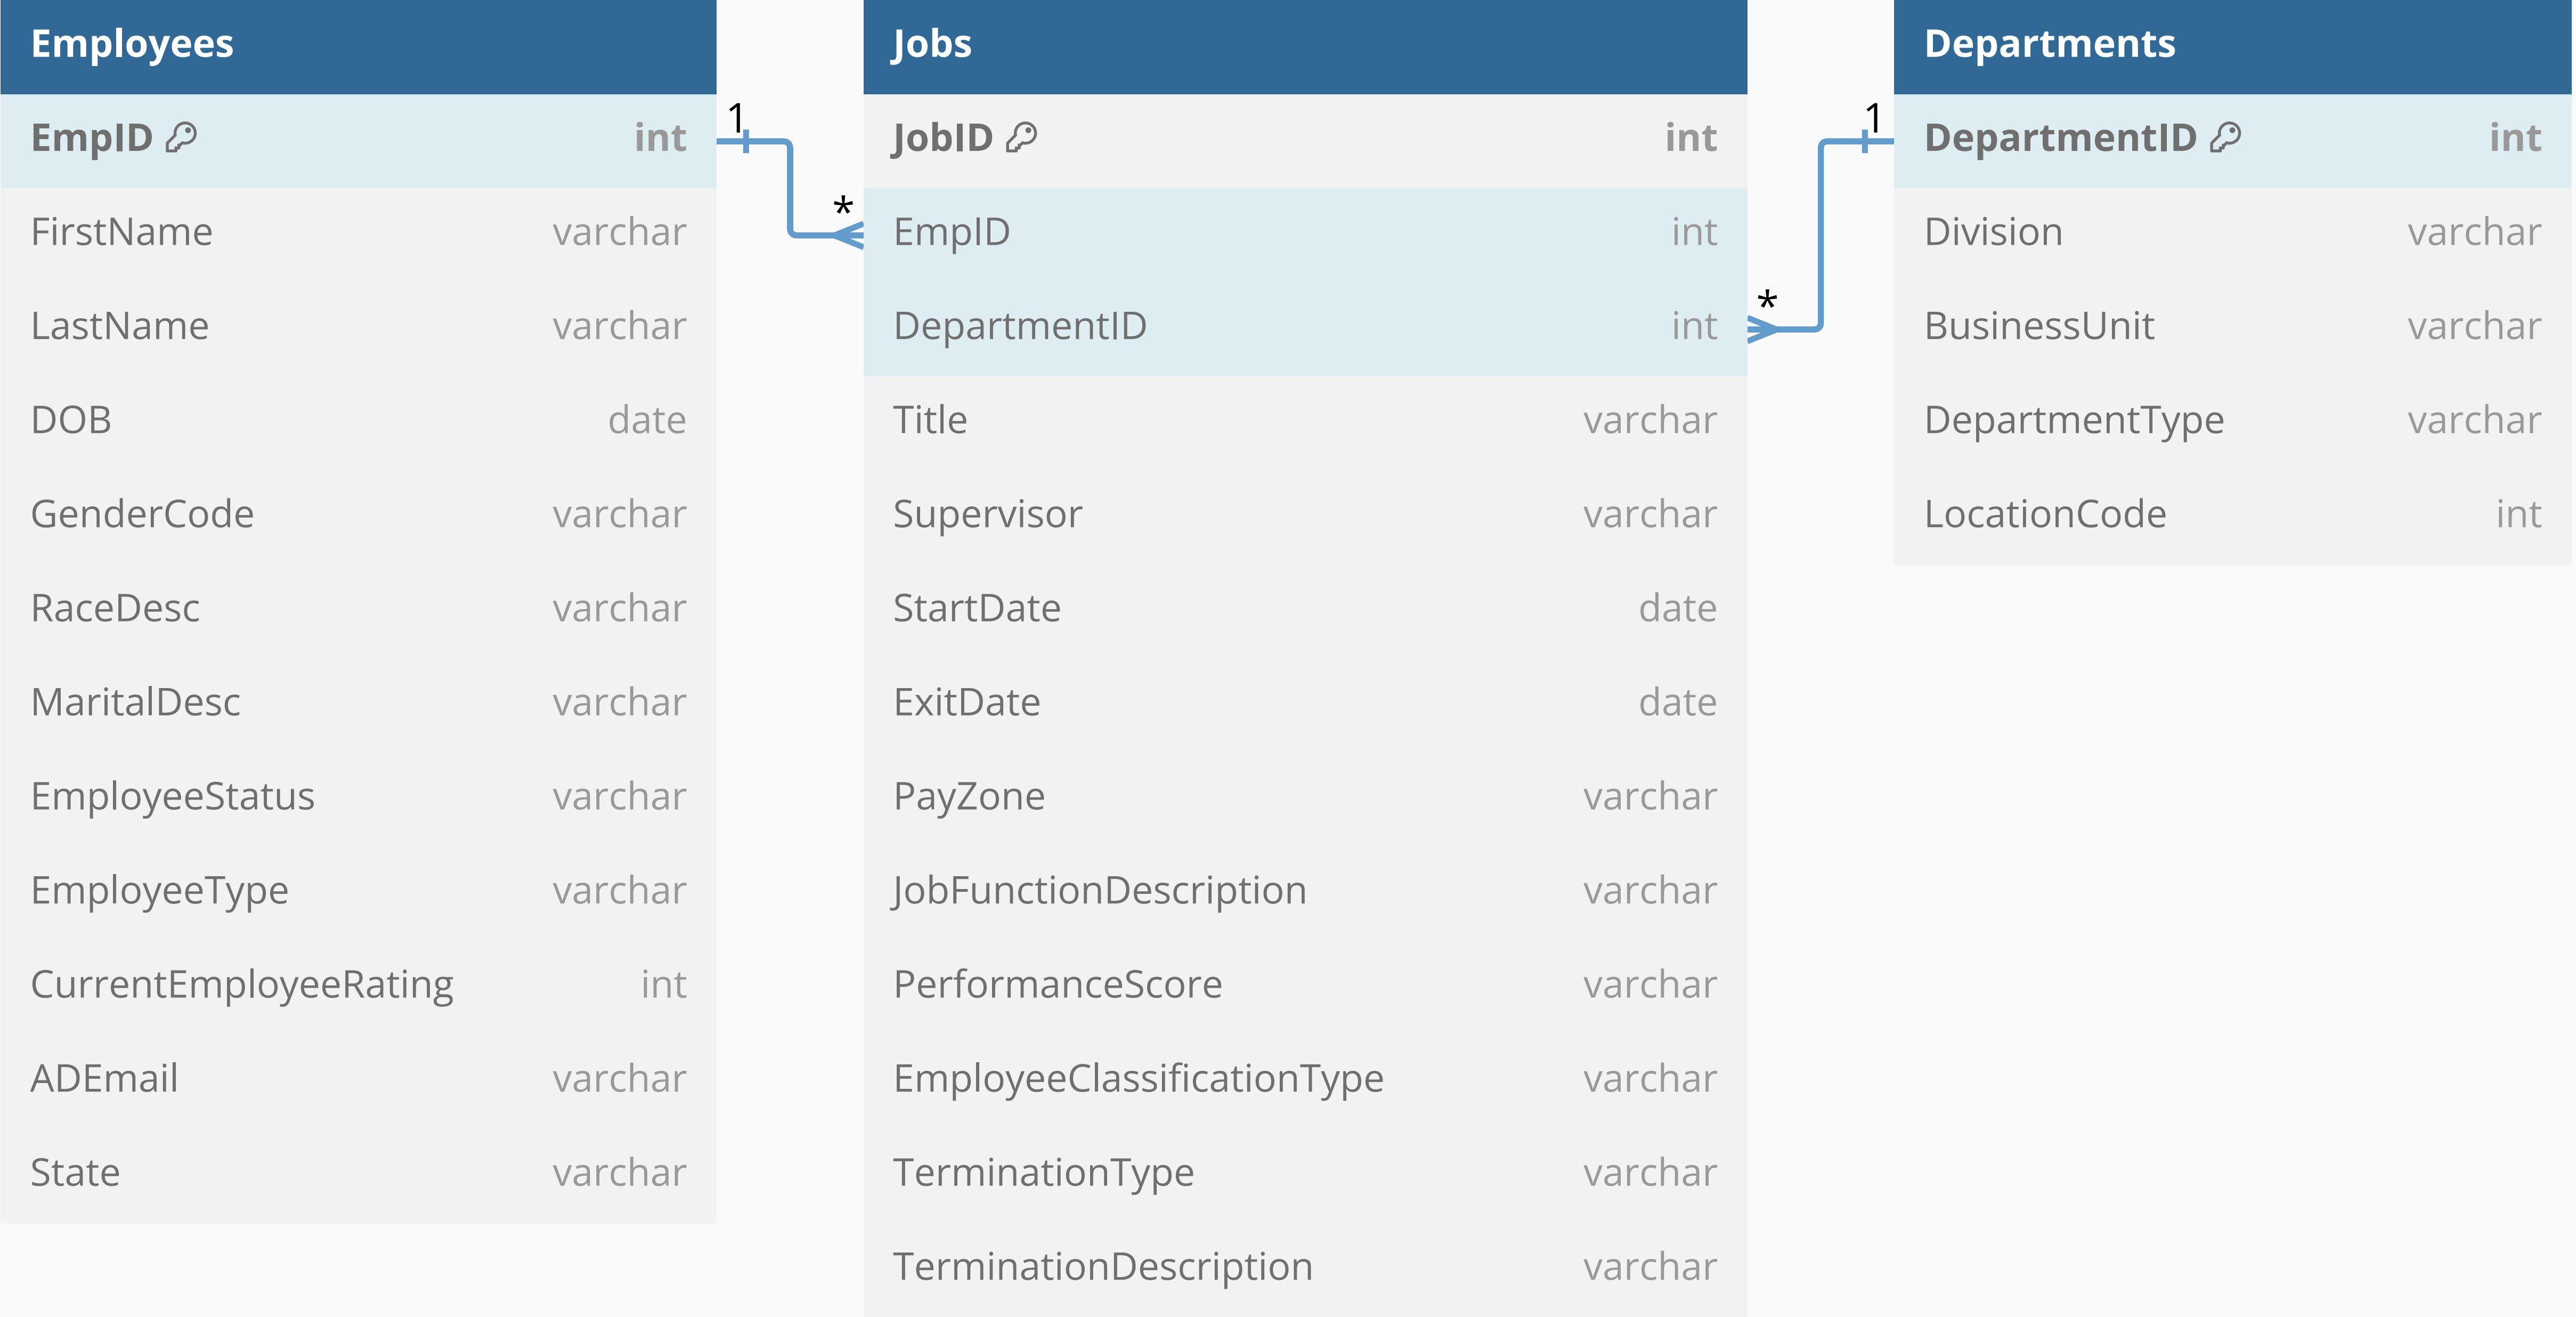 Employees
EmpID int
FirstName varchar
LastName varchar
DOB date
GenderCode varchar
RaceDesc varchar
MaritalDesc varchar
EmployeeStatus varchar
EmployeeType varchar
CurrentEmployeeRating int
ADEmail varchar
State varchar
1
*
Jobs
JobID int
EmpID int
DepartmentID int
Title varchar
Supervisor varchar
StartDate date
ExitDate date
PayZone varchar
JobFunctionDescription varchar
PerformanceScore varchar
EmployeeClassificationType varchar
TerminationType varchar
TerminationDescription varchar
1
*
Departments
DepartmentID int
Division varchar
BusinessUnit varchar
DepartmentType varchar
LocationCode int